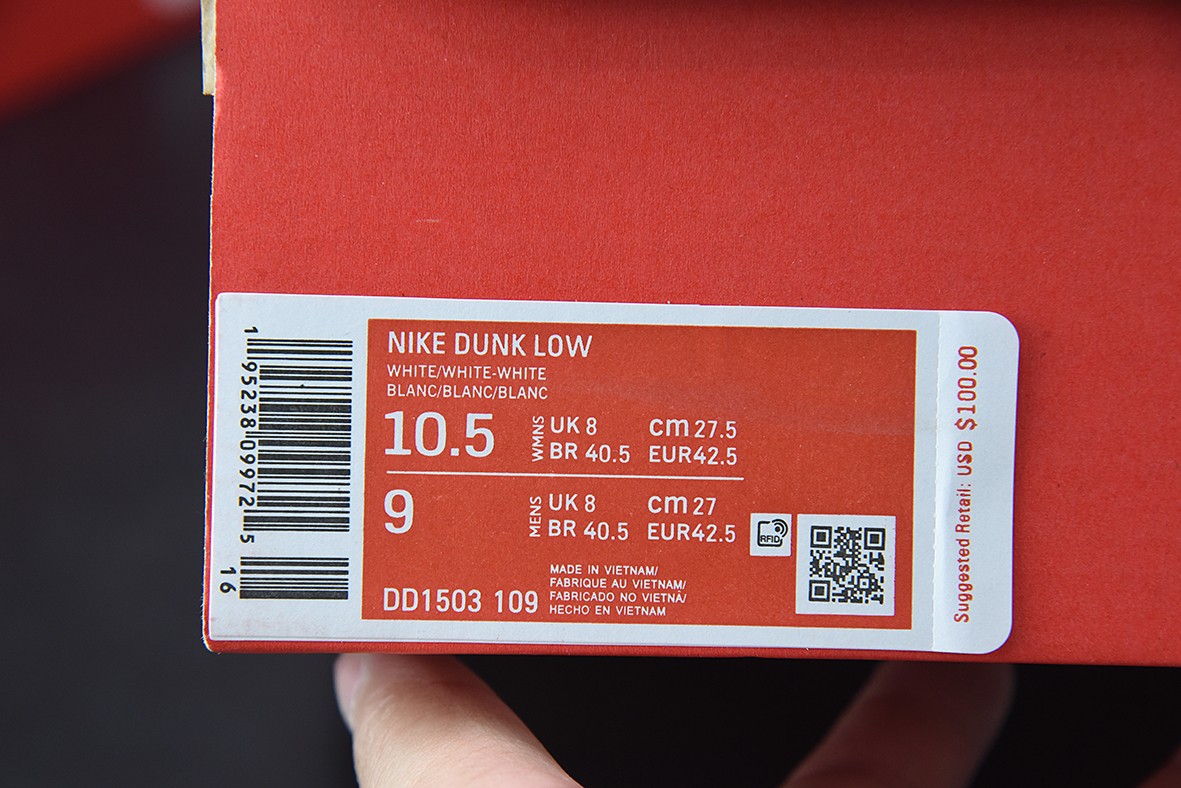 NIKE DUNK LOW
WHITE/WHITE-WHITE
BLANC/BLANC/BLANC
10.5 WMNS UK 8 cm 27.5
BR 40.5 EUR42.5
9 MENS UK 8 cm 27
BR 40.5 EUR42.5
RFID
DD1503 109
MADE IN VIETNAM/
FABRIQUE AU VIETNAM/
FABRICADO NO VIETNÃ/
HECHO EN VIETNAM
1 95238 09972 5
16
Suggested Retail: USD $100.00